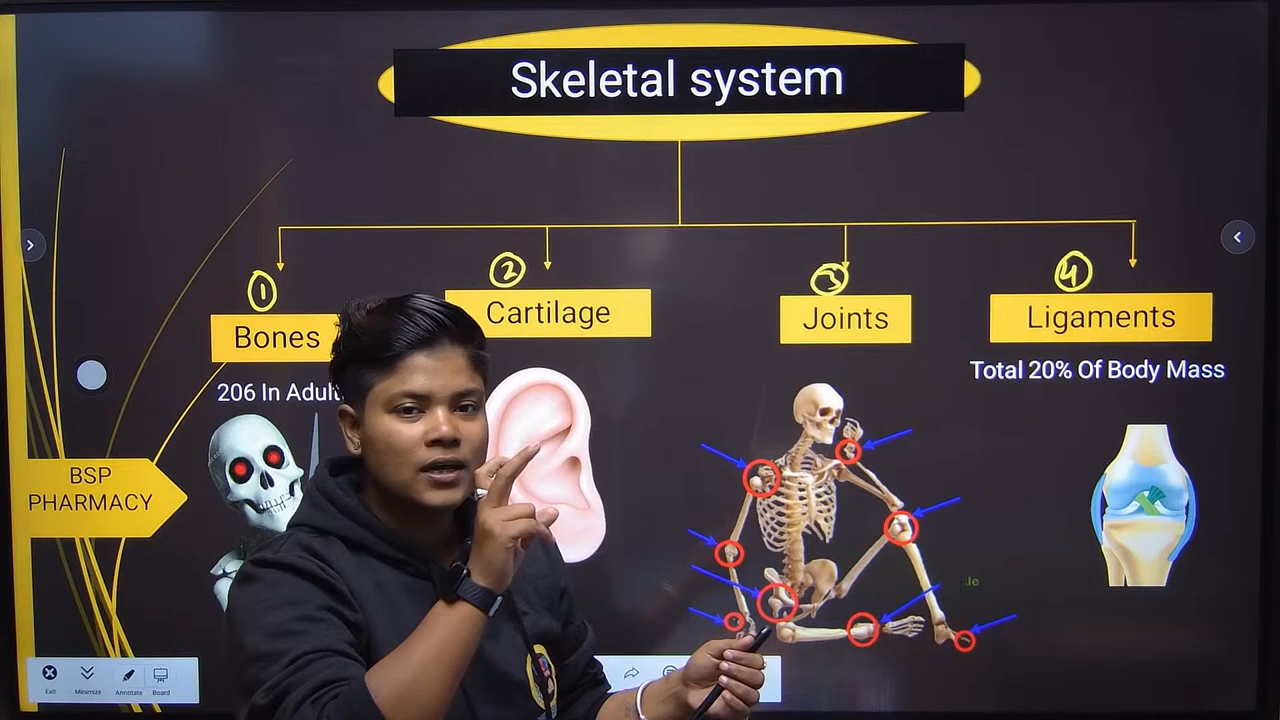 Skeletal system
1
2
3
4
Bones
Cartilage
Joints
Ligaments
206 In Adult
Total 20% Of Body Mass
BSP
PHARMACY
Exit
Minimize
Annotate
Board